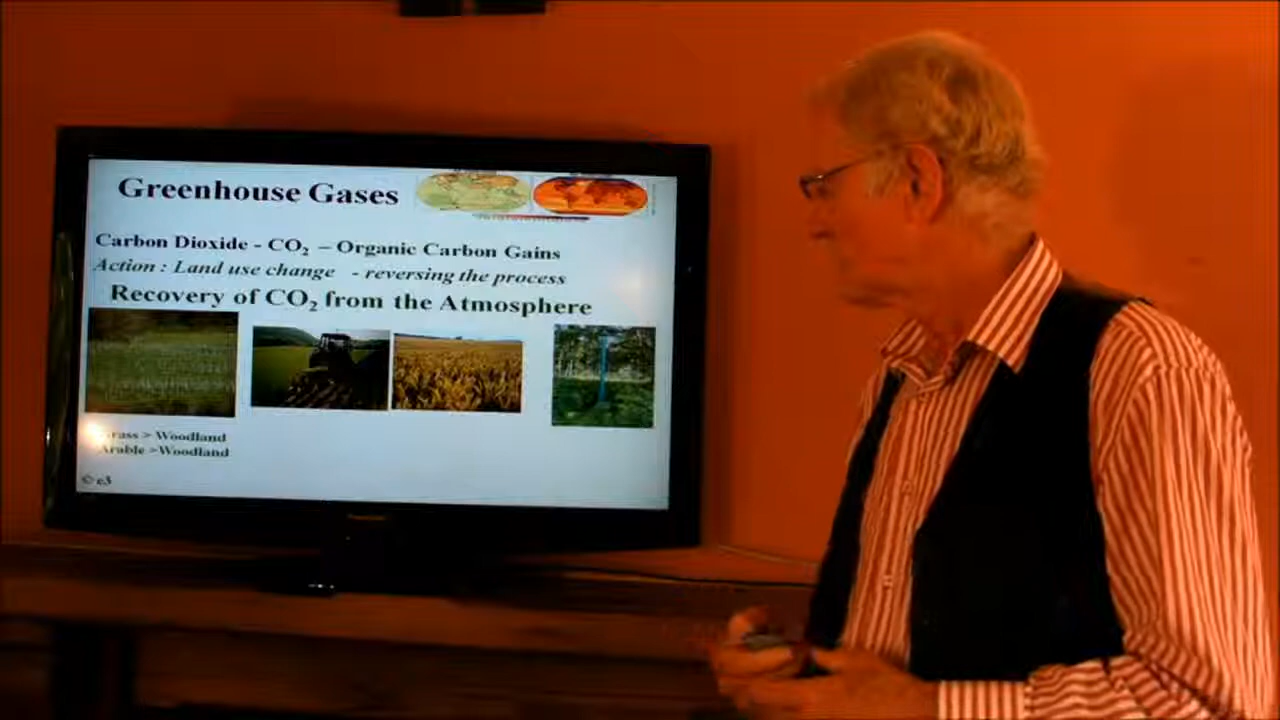 Greenhouse Gases
Carbon Dioxide - CO₂ – Organic Carbon Gains
Action : Land use change - reversing the process
Recovery of CO₂ from the Atmosphere
Grass > Woodland
Arable >Woodland
© e3